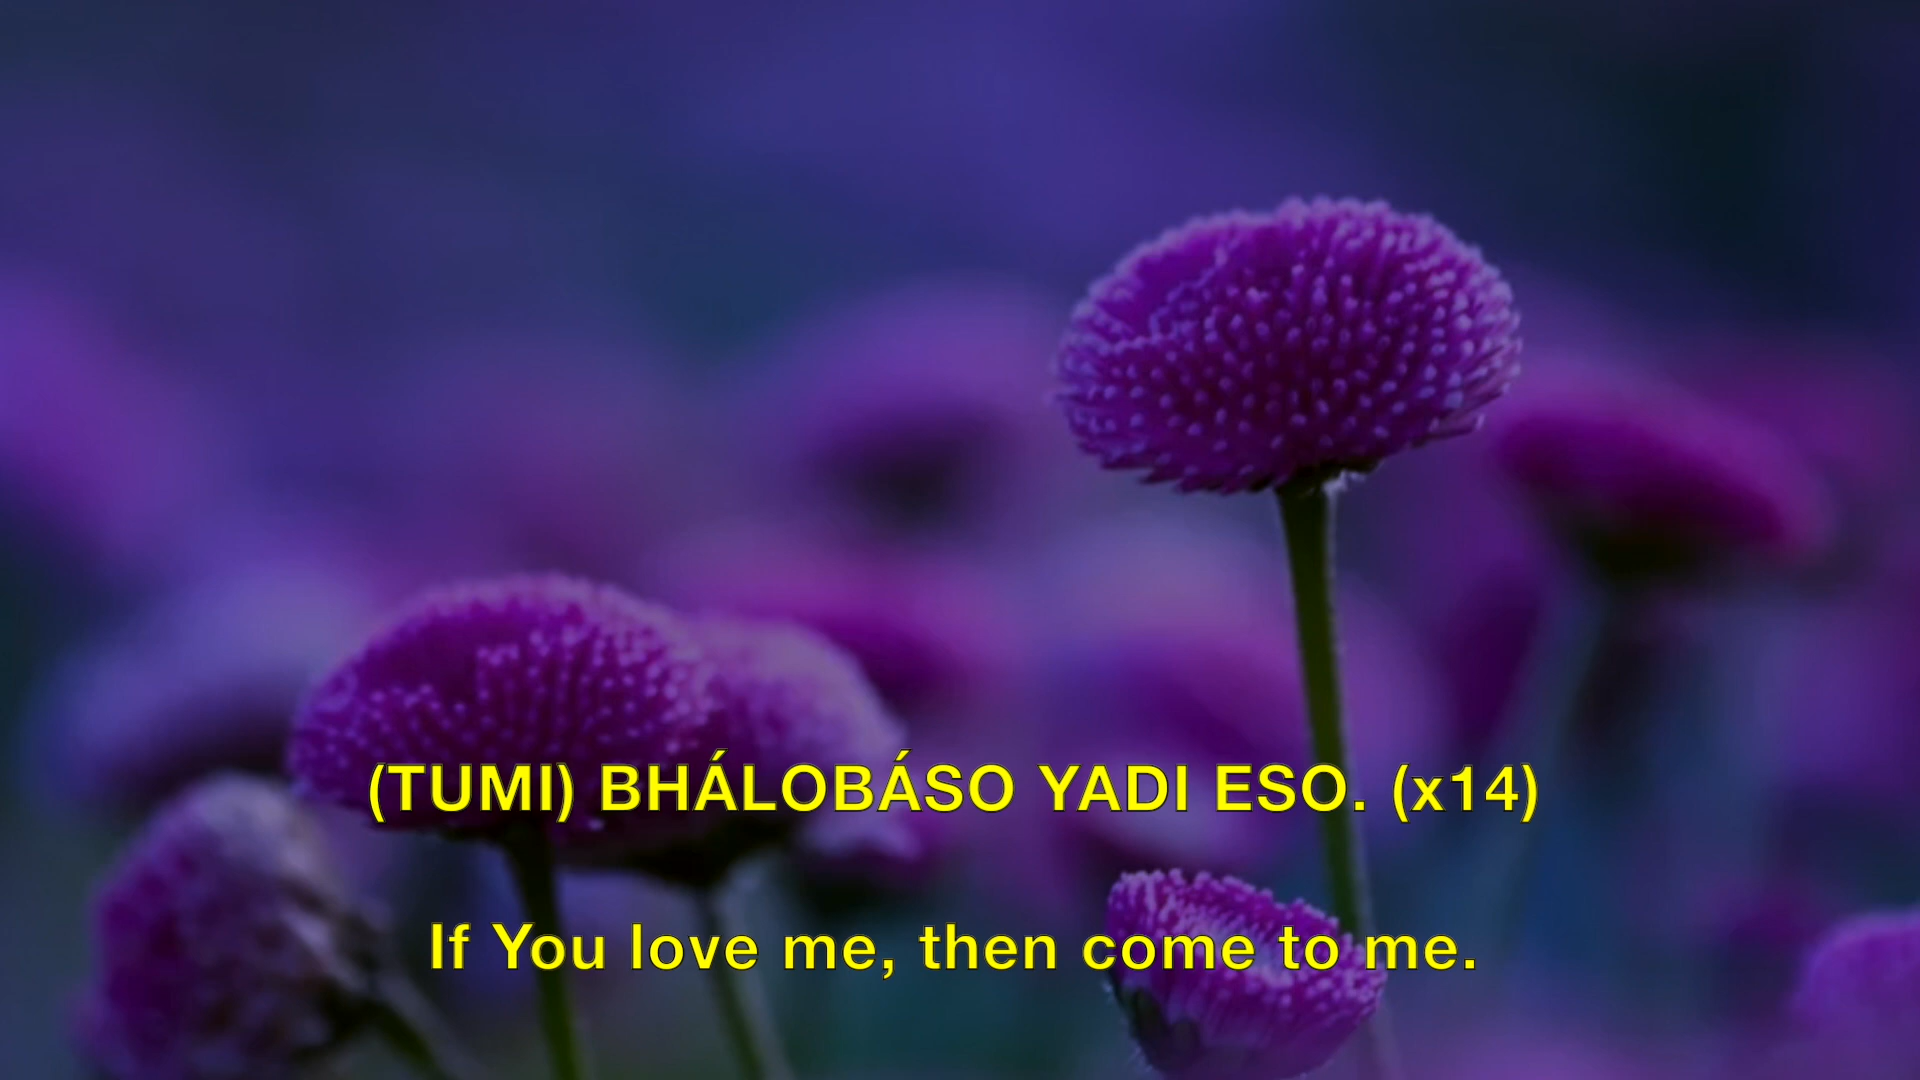 (TUMI) BHÁLOBÁSO YADI ESO. (x14)
If You love me, then come to me.